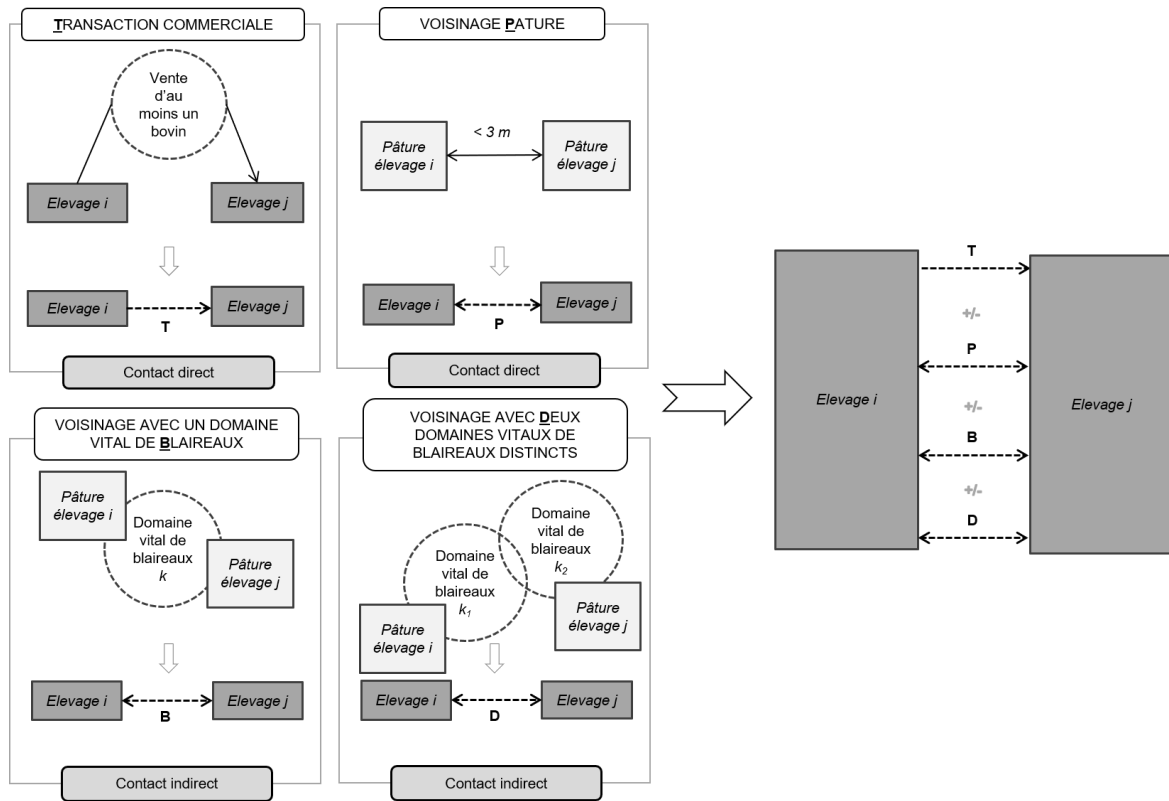 TRANSACTION COMMERCIALE
Vente
d'au
moins un
bovin
Elevage i
Elevage j
Elevage i
T
Elevage j
Contact direct
VOISINAGE PATURE
Pâture
élevage i
< 3 m
Pâture
élevage j
Elevage i
P
Elevage j
Contact direct
VOISINAGE AVEC UN DOMAINE
VITAL DE BLAIREAUX
Pâture
élevage i
Domaine
vital de
blaireaux
k
Pâture
élevage j
Elevage i
B
Elevage j
Contact indirect
VOISINAGE AVEC DEUX
DOMAINES VITAUX DE
BLAIREAUX DISTINCTS
Domaine
vital de
blaireaux
k2
Domaine
vital de
blaireaux
k1
Pâture
élevage i
Pâture
élevage j
Elevage i
D
Elevage j
Contact indirect
Elevage i
T
+/-
P
+/-
B
+/-
D
Elevage j